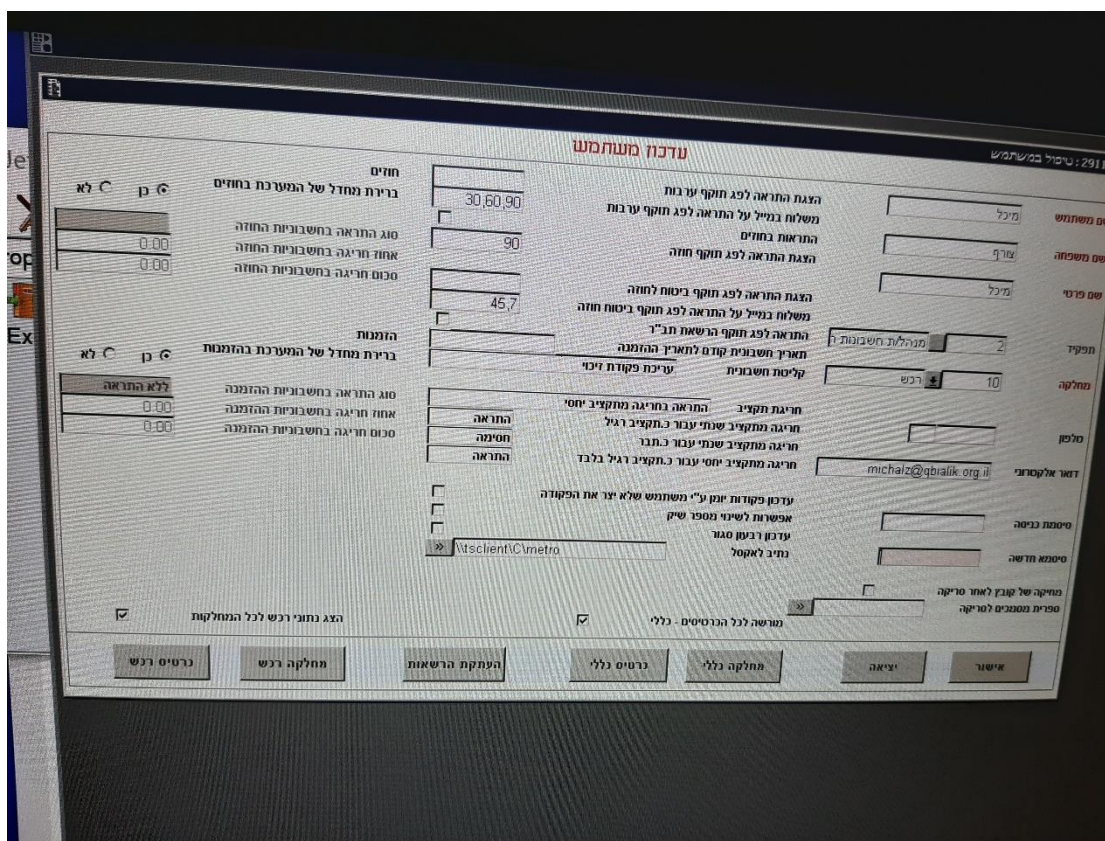 2911 : טיפול במשתמש
עדכון משתמש
שם משתמש מיכל
שם משפחה צורף
שם פרטי מיכל
תפקיד 2 מנהל/ת חשבונות ר
מחלקה 10 רכש
טלפון
דואר אלקטרוני michalz@qbialik.org.il
סיסמת כניסה
סיסמא חדשה
מחיקה של קובץ לאחר סריקה
ספרית מסמכים לסריקה »
הצגת התראה לפג תוקף ערבות
משלוח במייל על התראה לפג תוקף ערבות 30,60,90
התראות בחוזים
הצגת התראה לפג תוקף חוזה 90
הצגת התראה לפג תוקף ביטוח לחוזה
משלוח במייל על התראה לפג תוקף ביטוח חוזה 45,7
התראה לפג תוקף הרשאת תב"ר
תאריך חשבונית קודם לתאריך ההזמנה
קליטת חשבונית עריכת פקודת זיכוי
חריגת תקציב התראה בחריגה מתקציב יחסי
חריגה מתקציב שנתי עבור כ.תקציב רגיל התראה
חריגה מתקציב שנתי עבור כ.תבר חסימה
חריגה מתקציב יחסי עבור כ.תקציב רגיל בלבד התראה
עדכון פקודות יומן ע"י משתמש שלא יצר את הפקודה
אפשרות לשינוי מספר שיק
עדכון רבעון סגור
נתיב לאקסל \\tsclient\C\metro »
מורשה לכל הכרטיסים - כללי
חוזים
ברירת מחדל של המערכת בחוזים כן לא
סוג התראה בחשבוניות החוזה
אחוז חריגה בחשבוניות החוזה 0.00
סכום חריגה בחשבוניות החוזה 0.00
הזמנות
ברירת מחדל של המערכת בהזמנות כן לא
סוג התראה בחשבוניות ההזמנה ללא התראה
אחוז חריגה בחשבוניות ההזמנה 0.00
סכום חריגה בחשבוניות ההזמנה 0.00
הצג נתוני רכש לכל המחלקות
אישור יציאה מחלקה כללי כרטיס כללי העתקת הרשאות מחלקה רכש כרטיס רכש
Ex